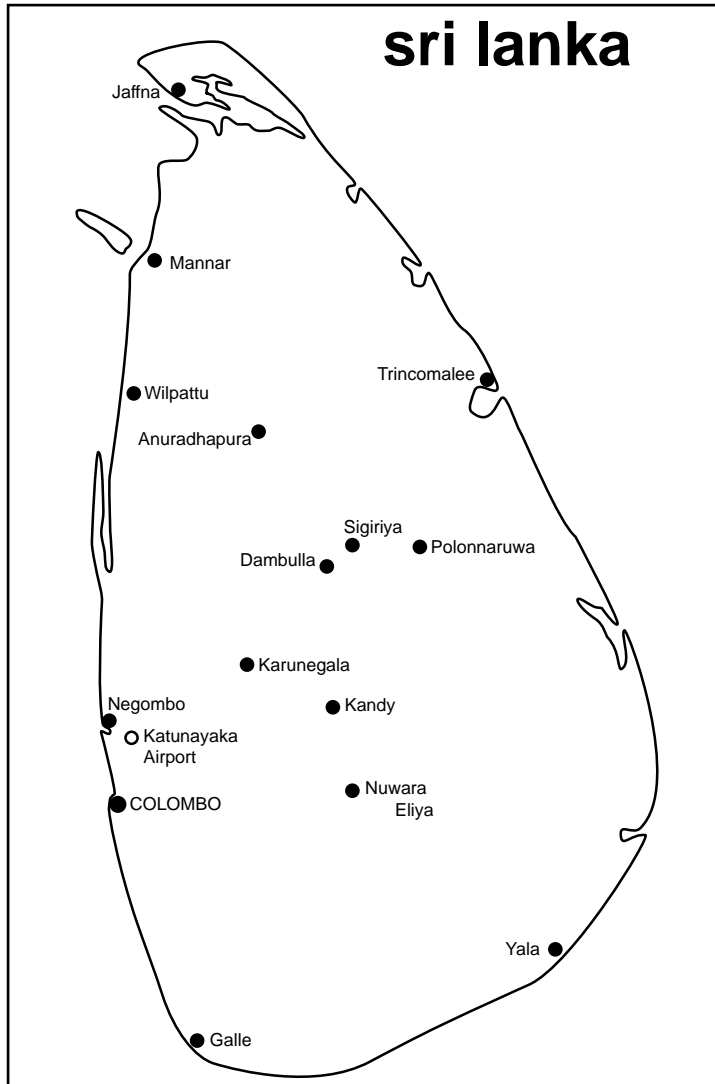 sri lanka
Jaffna
Mannar
Trincomalee
Wilpattu
Anuradhapura
Sigiriya
Polonnaruwa
Dambulla
Karunegala
Negombo
Kandy
Katunayaka
Airport
Nuwara
Eliya
COLOMBO
Yala
Galle